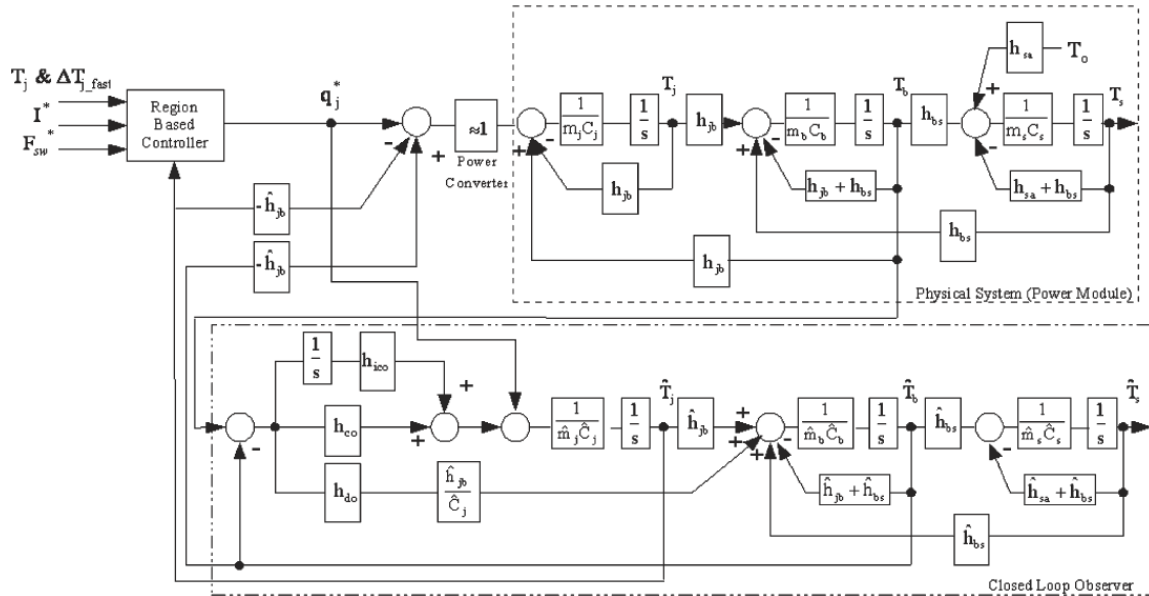 T_j & ΔT_j_fast
I*
F_sw*
Region
Based
Controller
q_j*
-
+
≈1
Power
Converter
-
+
1
m_j C_j
1
s
T_j
h_jb
h_jb
h_jb
+
-
1
m_b C_b
1
s
T_b
h_jb + h_bs
h_bs
h_bs
h_sa
T_o
+
-
1
m_s C_s
1
s
T_s
h_sa + h_bs
Physical System (Power Module)
-ĥ_jb
-ĥ_jb
-
1
s
h_ico
h_co
h_do
+
+
ĥ_jb
Ĉ_j
1
m̂_j Ĉ_j
1
s
T̂_j
ĥ_jb
+
+
+
-
1
m̂_b Ĉ_b
1
s
T̂_b
ĥ_jb + ĥ_bs
ĥ_bs
ĥ_bs
-
1
m̂_s Ĉ_s
1
s
T̂_s
ĥ_sa + ĥ_bs
Closed Loop Observer